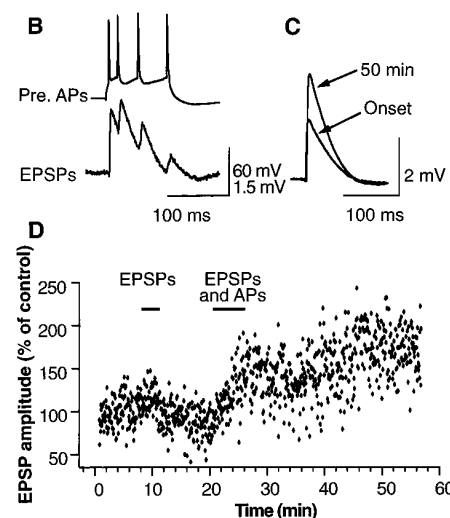 B
Pre. APs
EPSPs
60 mV
1.5 mV
100 ms
C
50 min
Onset
2 mV
100 ms
D
EPSPs
EPSPs
and APs
EPSP amplitude (% of control)
250
200
150
100
50
0
10
20
30
40
50
60
Time (min)